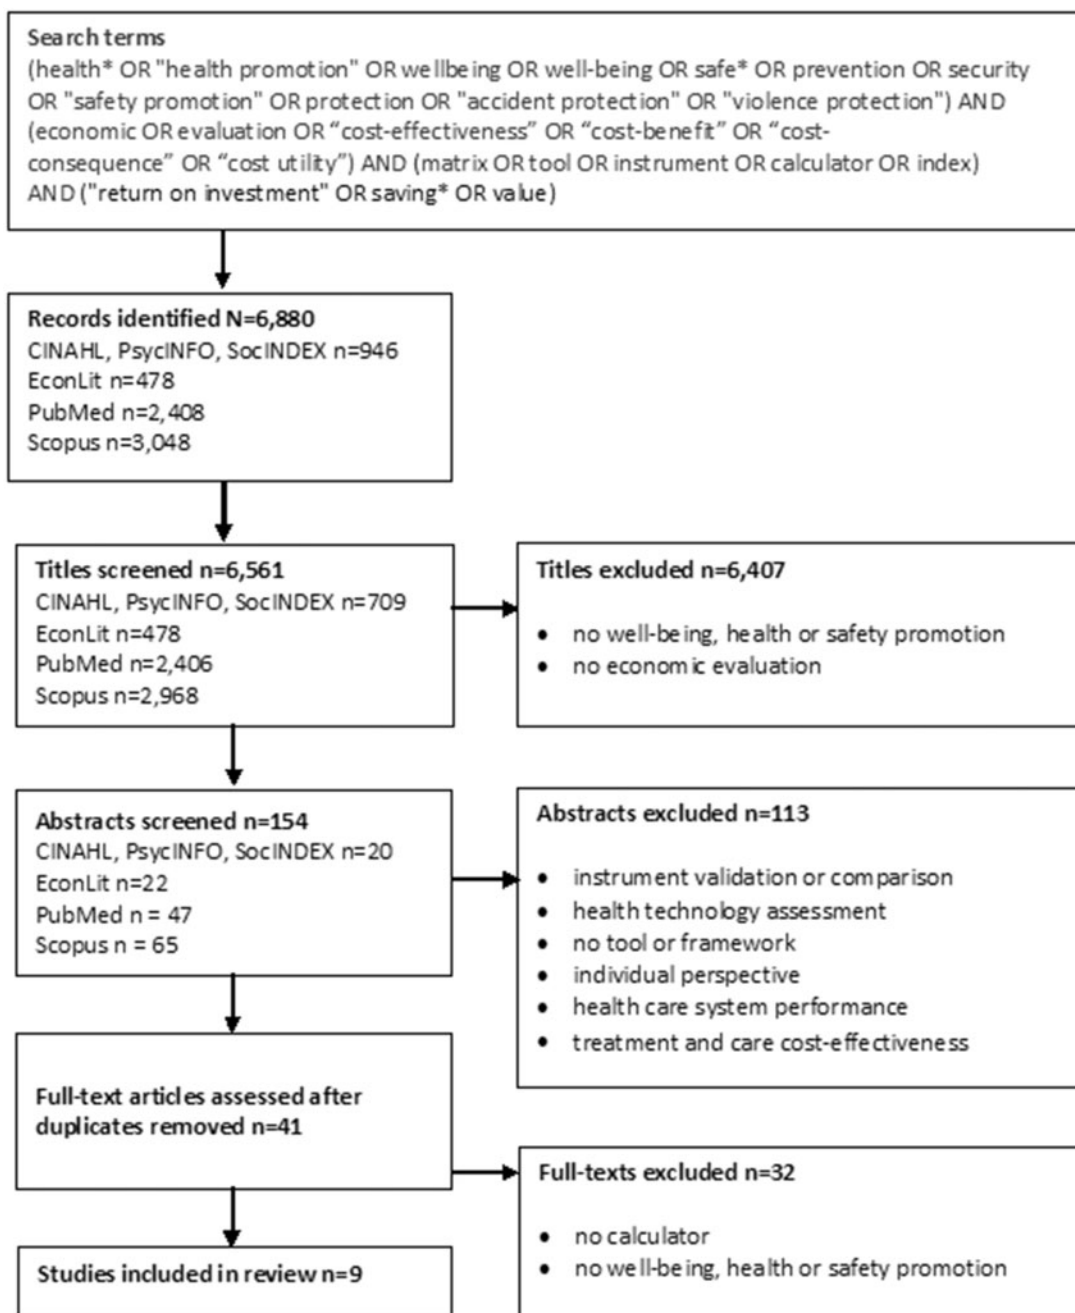 Search terms
(health* OR "health promotion" OR wellbeing OR well-being OR safe* OR prevention OR security
OR "safety promotion" OR protection OR "accident protection" OR "violence protection") AND
(economic OR evaluation OR “cost-effectiveness” OR “cost-benefit” OR “cost-
consequence” OR “cost utility”) AND (matrix OR tool OR instrument OR calculator OR index)
AND ("return on investment" OR saving* OR value)
Records identified N=6,880
CINAHL, PsycINFO, SocINDEX n=946
EconLit n=478
PubMed n=2,408
Scopus n=3,048
Titles screened n=6,561
CINAHL, PsycINFO, SocINDEX n=709
EconLit n=478
PubMed n=2,406
Scopus n=2,968
Titles excluded n=6,407
• no well-being, health or safety promotion
• no economic evaluation
Abstracts screened n=154
CINAHL, PsycINFO, SocINDEX n=20
EconLit n=22
PubMed n = 47
Scopus n = 65
Abstracts excluded n=113
• instrument validation or comparison
• health technology assessment
• no tool or framework
• individual perspective
• health care system performance
• treatment and care cost-effectiveness
Full-text articles assessed after
duplicates removed n=41
Full-texts excluded n=32
• no calculator
• no well-being, health or safety promotion
Studies included in review n=9